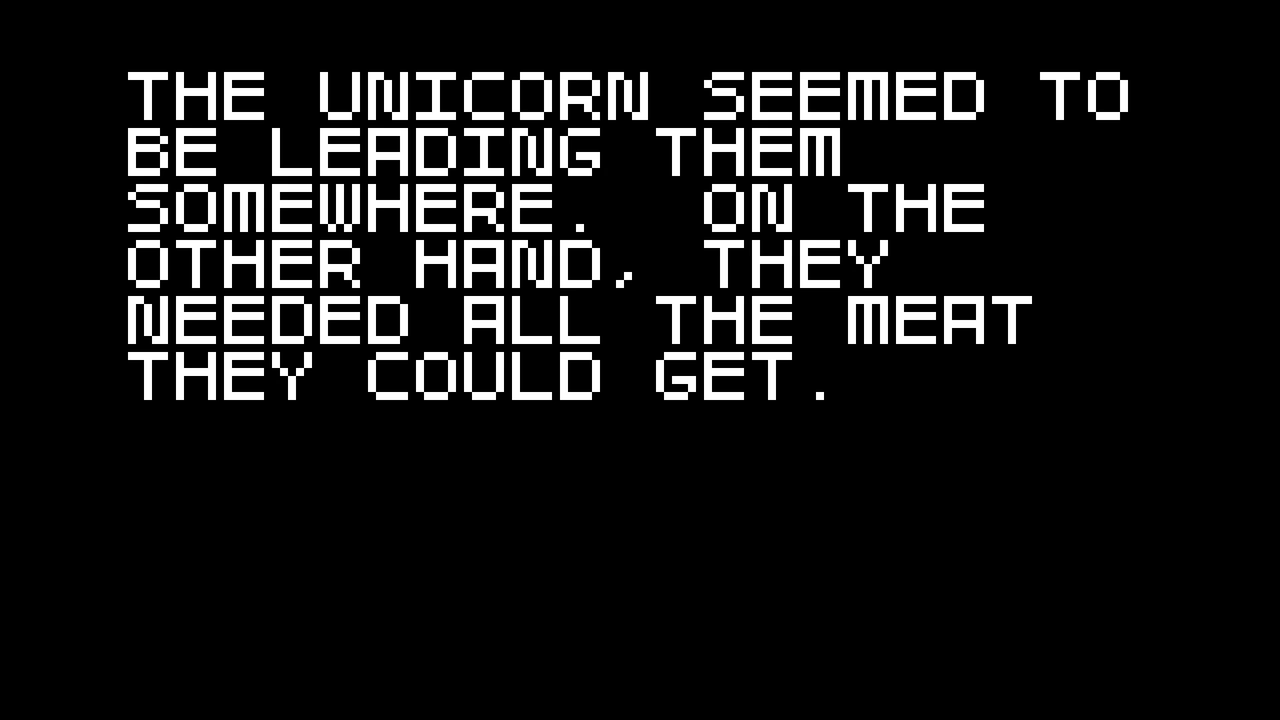 THE UNICORN SEEMED TO
BE LEADING THEM
SOMEWHERE.  ON THE
OTHER HAND, THEY
NEEDED ALL THE MEAT
THEY COULD GET.